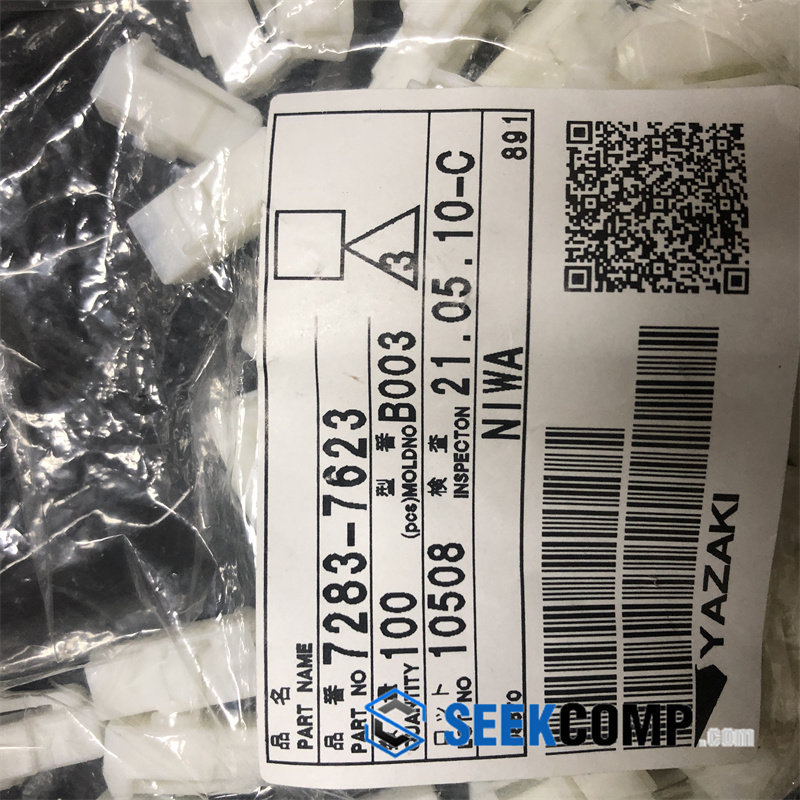 品 名
PART NAME
3
品 番
PART NO 7283-7623
QUANTITY 100
(pcs)
型 番
MOLDNO B003
ロット
NO 10508
検 査
INSPECTON 21.05.10-C
NIWA
891
YAZAKI
SEEKCOMP.com